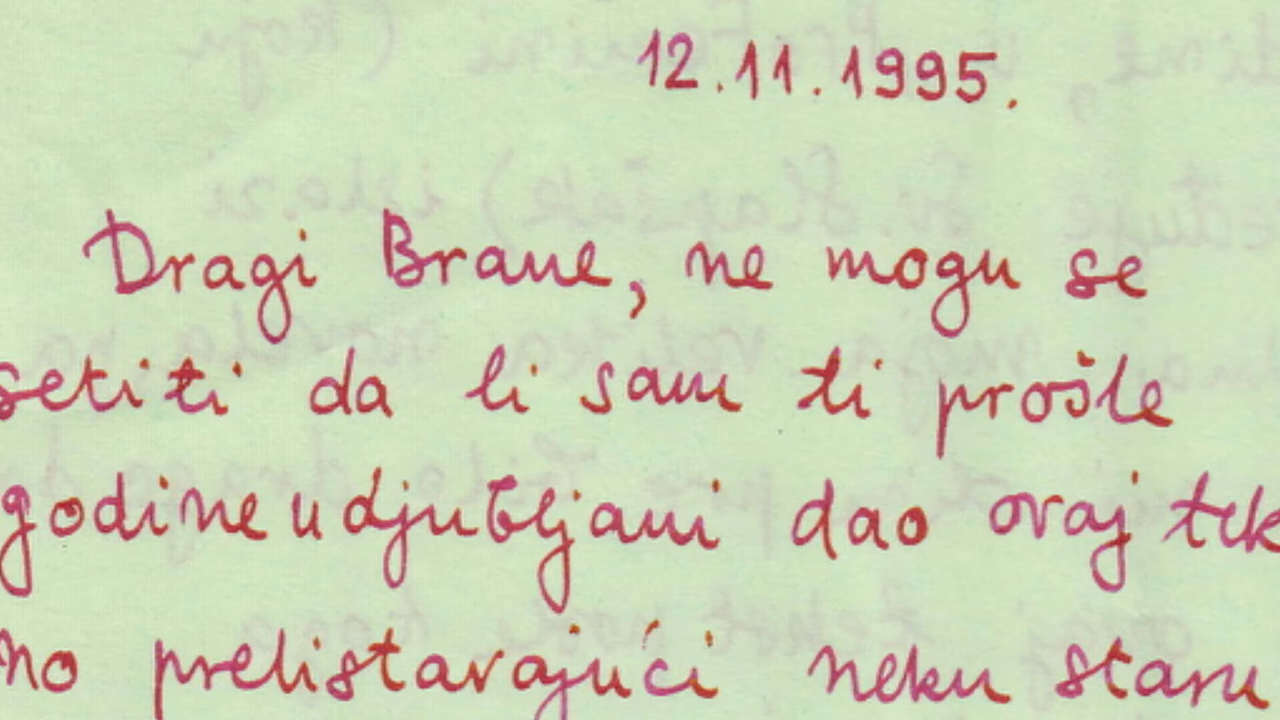 12.11.1995.
Dragi Brane, ne mogu se
setiti da li sam ti prošle
godine u Ljubljani dao ovaj tek
no prelistavajući neku staru